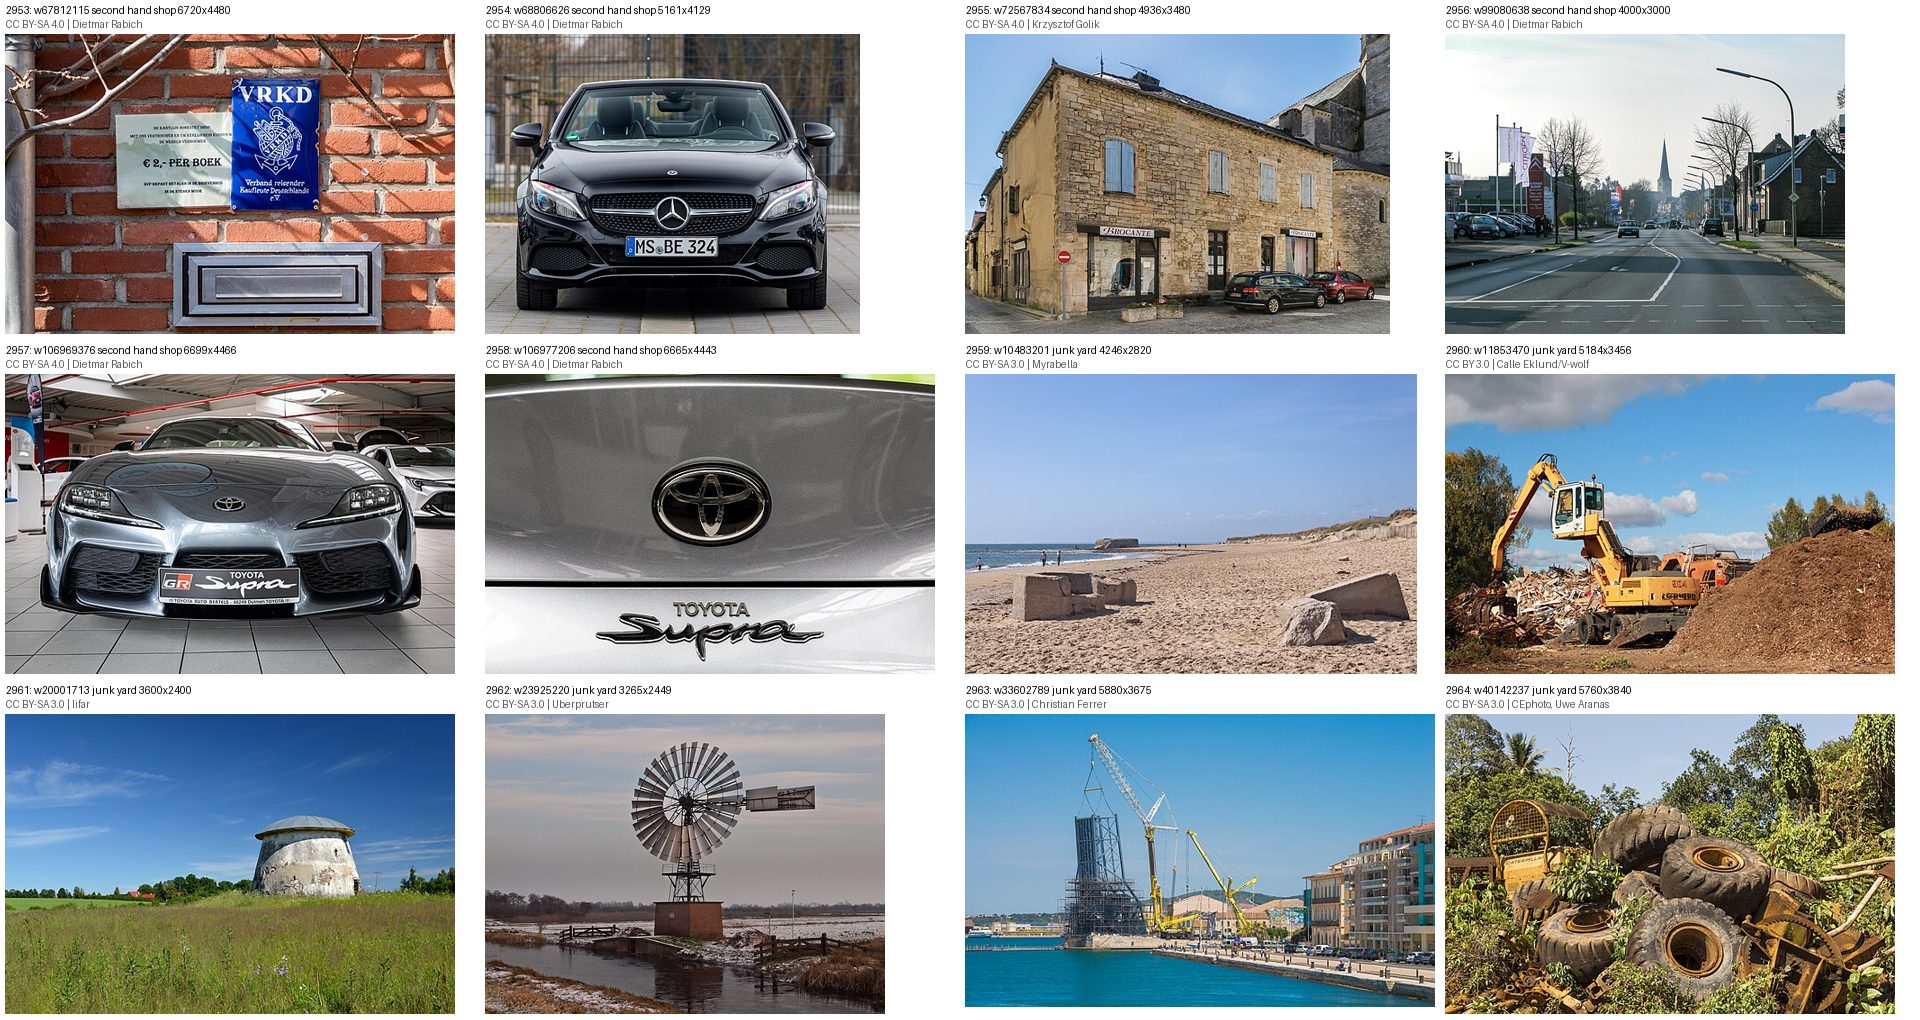 2953: w67812115 second hand shop 6720x4480
CC BY-SA 4.0 | Dietmar Rabich
VRKD
€ 2,- PER BOEK
Verband reisender
Kaufleute Deutschlands
e.V.
2954: w68806626 second hand shop 5161x4129
CC BY-SA 4.0 | Dietmar Rabich
MS BE 324
2955: w72567834 second hand shop 4936x3480
CC BY-SA 4.0 | Krzysztof Golik
BROCANTE
BROCANTE
2956: w99080638 second hand shop 4000x3000
CC BY-SA 4.0 | Dietmar Rabich
2957: w106969376 second hand shop 6699x4466
CC BY-SA 4.0 | Dietmar Rabich
GR
TOYOTA
Supra
2958: w106977206 second hand shop 6665x4443
CC BY-SA 4.0 | Dietmar Rabich
TOYOTA
Supra
2959: w10483201 junk yard 4246x2820
CC BY-SA 3.0 | Myrabella
2960: w11853470 junk yard 5184x3456
CC BY 3.0 | Calle Eklund/V-wolf
2961: w20001713 junk yard 3600x2400
CC BY-SA 3.0 | Iifar
2962: w23925220 junk yard 3265x2449
CC BY-SA 3.0 | Uberprutser
2963: w33602789 junk yard 5880x3675
CC BY-SA 3.0 | Christian Ferrer
2964: w40142237 junk yard 5760x3840
CC BY-SA 3.0 | CEphoto, Uwe Aranas